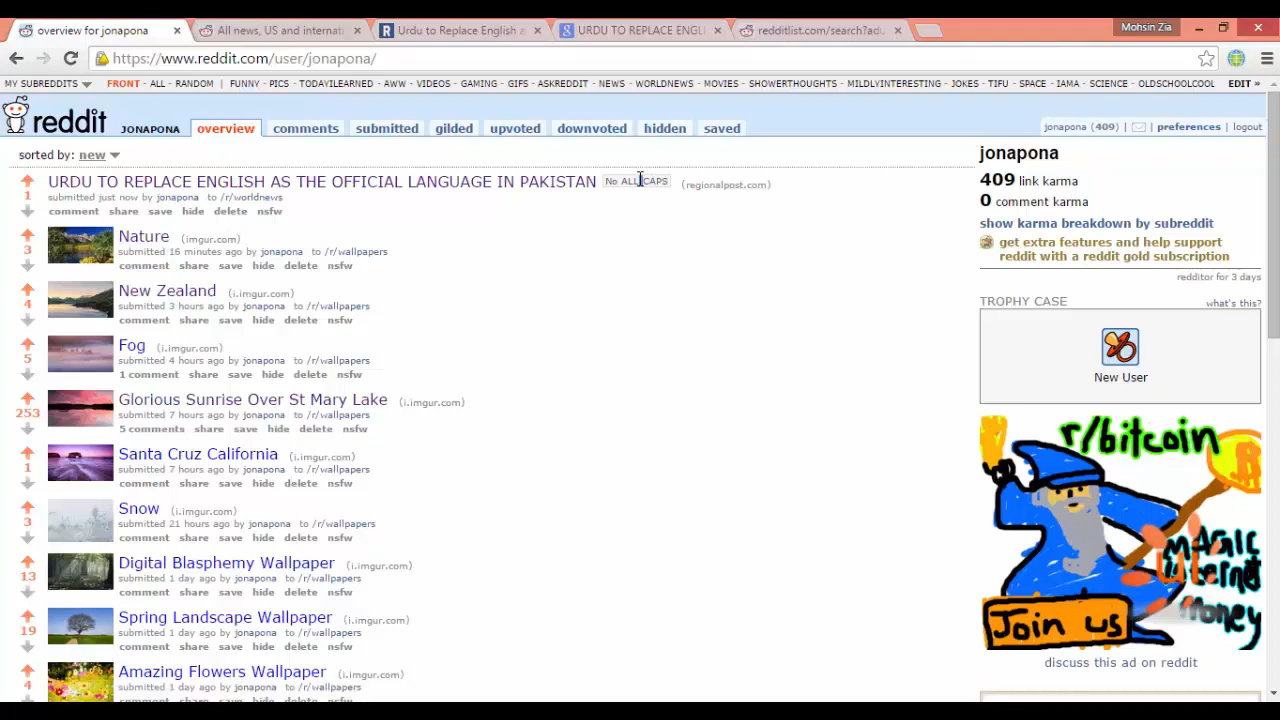 overview for jonapona
All news, US and internat
Urdu to Replace English a
URDU TO REPLACE ENGLI
redditlist.com/search?adu
Mohsin Zia
https://www.reddit.com/user/jonapona/
MY SUBREDDITS FRONT - ALL - RANDOM | FUNNY - PICS - TODAYILEARNED - AWW - VIDEOS - GAMING - GIFS - ASKREDDIT - NEWS - WORLDNEWS - MOVIES - SHOWERTHOUGHTS - MILDLYINTERESTING - JOKES - TIFU - SPACE - IAMA - SCIENCE - OLDSCHOOLCOOL EDIT »
reddit JONAPONA overview comments submitted gilded upvoted downvoted hidden saved
jonapona (409) | preferences | logout
sorted by: new
URDU TO REPLACE ENGLISH AS THE OFFICIAL LANGUAGE IN PAKISTAN No ALL CAPS (regionalpost.com)
1
submitted just now by jonapona to /r/worldnews
comment share save hide delete nsfw
Nature (imgur.com)
3
submitted 16 minutes ago by jonapona to /r/wallpapers
comment share save hide delete nsfw
New Zealand (i.imgur.com)
4
submitted 3 hours ago by jonapona to /r/wallpapers
comment share save hide delete nsfw
Fog (i.imgur.com)
5
submitted 4 hours ago by jonapona to /r/wallpapers
1 comment share save hide delete nsfw
Glorious Sunrise Over St Mary Lake (i.imgur.com)
253
submitted 7 hours ago by jonapona to /r/wallpapers
5 comments share save hide delete nsfw
Santa Cruz California (i.imgur.com)
1
submitted 7 hours ago by jonapona to /r/wallpapers
comment share save hide delete nsfw
Snow (i.imgur.com)
3
submitted 21 hours ago by jonapona to /r/wallpapers
comment share save hide delete nsfw
Digital Blasphemy Wallpaper (i.imgur.com)
13
submitted 1 day ago by jonapona to /r/wallpapers
comment share save hide delete nsfw
Spring Landscape Wallpaper (i.imgur.com)
19
submitted 1 day ago by jonapona to /r/wallpapers
comment share save hide delete nsfw
Amazing Flowers Wallpaper (i.imgur.com)
4
submitted 1 day ago by jonapona to /r/wallpapers
comment share save hide delete nsfw
jonapona
409 link karma
0 comment karma
show karma breakdown by subreddit
get extra features and help support
reddit with a reddit gold subscription
redditor for 3 days
TROPHY CASE what's this?
New User
r/bitcoin
B
magic
internet
money
Join us
discuss this ad on reddit